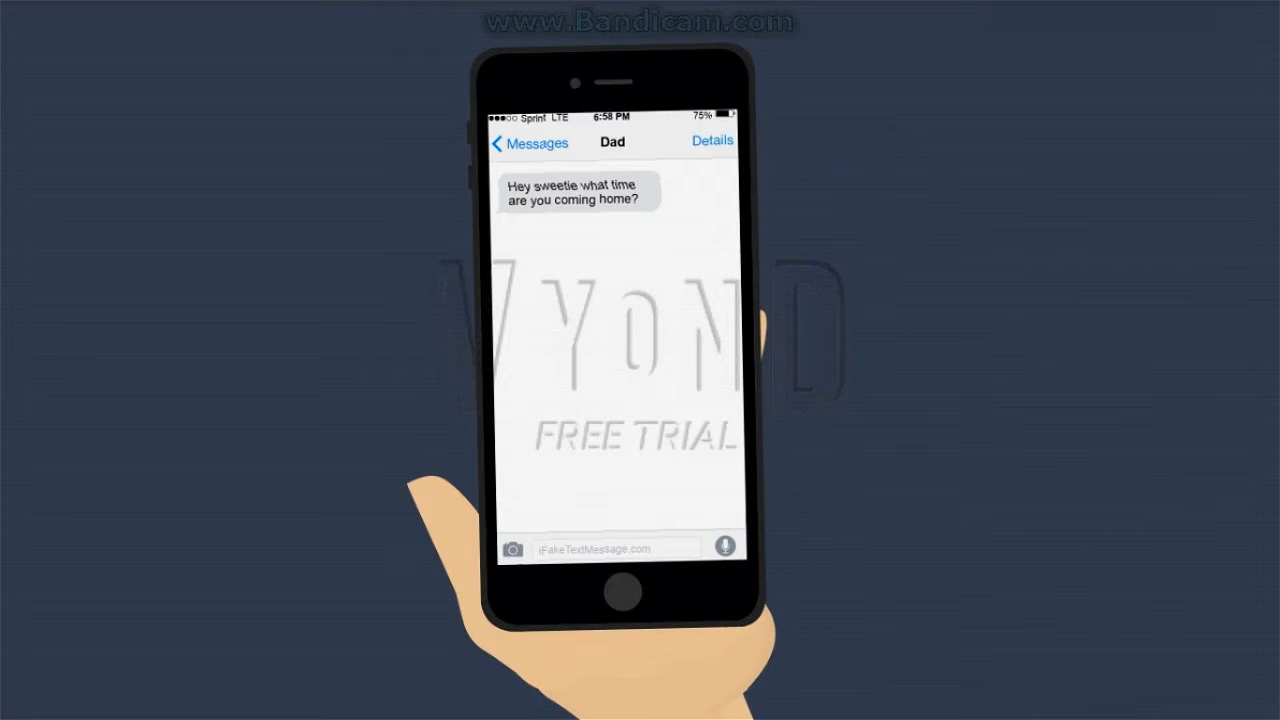 www.Bandicam.com
●●●○○ Sprint LTE 6:58 PM 75%
Messages Dad Details
Hey sweetie what time
are you coming home?
VYOND
FREE TRIAL
iFakeTextMessage.com